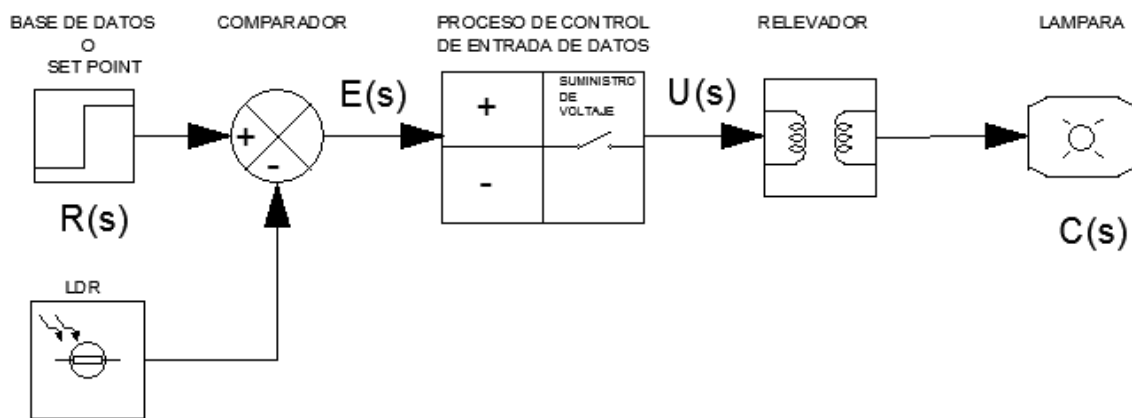 BASE DE DATOS
O
SET POINT
COMPARADOR
PROCESO DE CONTROL
DE ENTRADA DE DATOS
RELEVADOR
LAMPARA
E(s)
+
SUMINISTRO
DE
VOLTAJE
U(s)
+
-
-
R(s)
C(s)
LDR